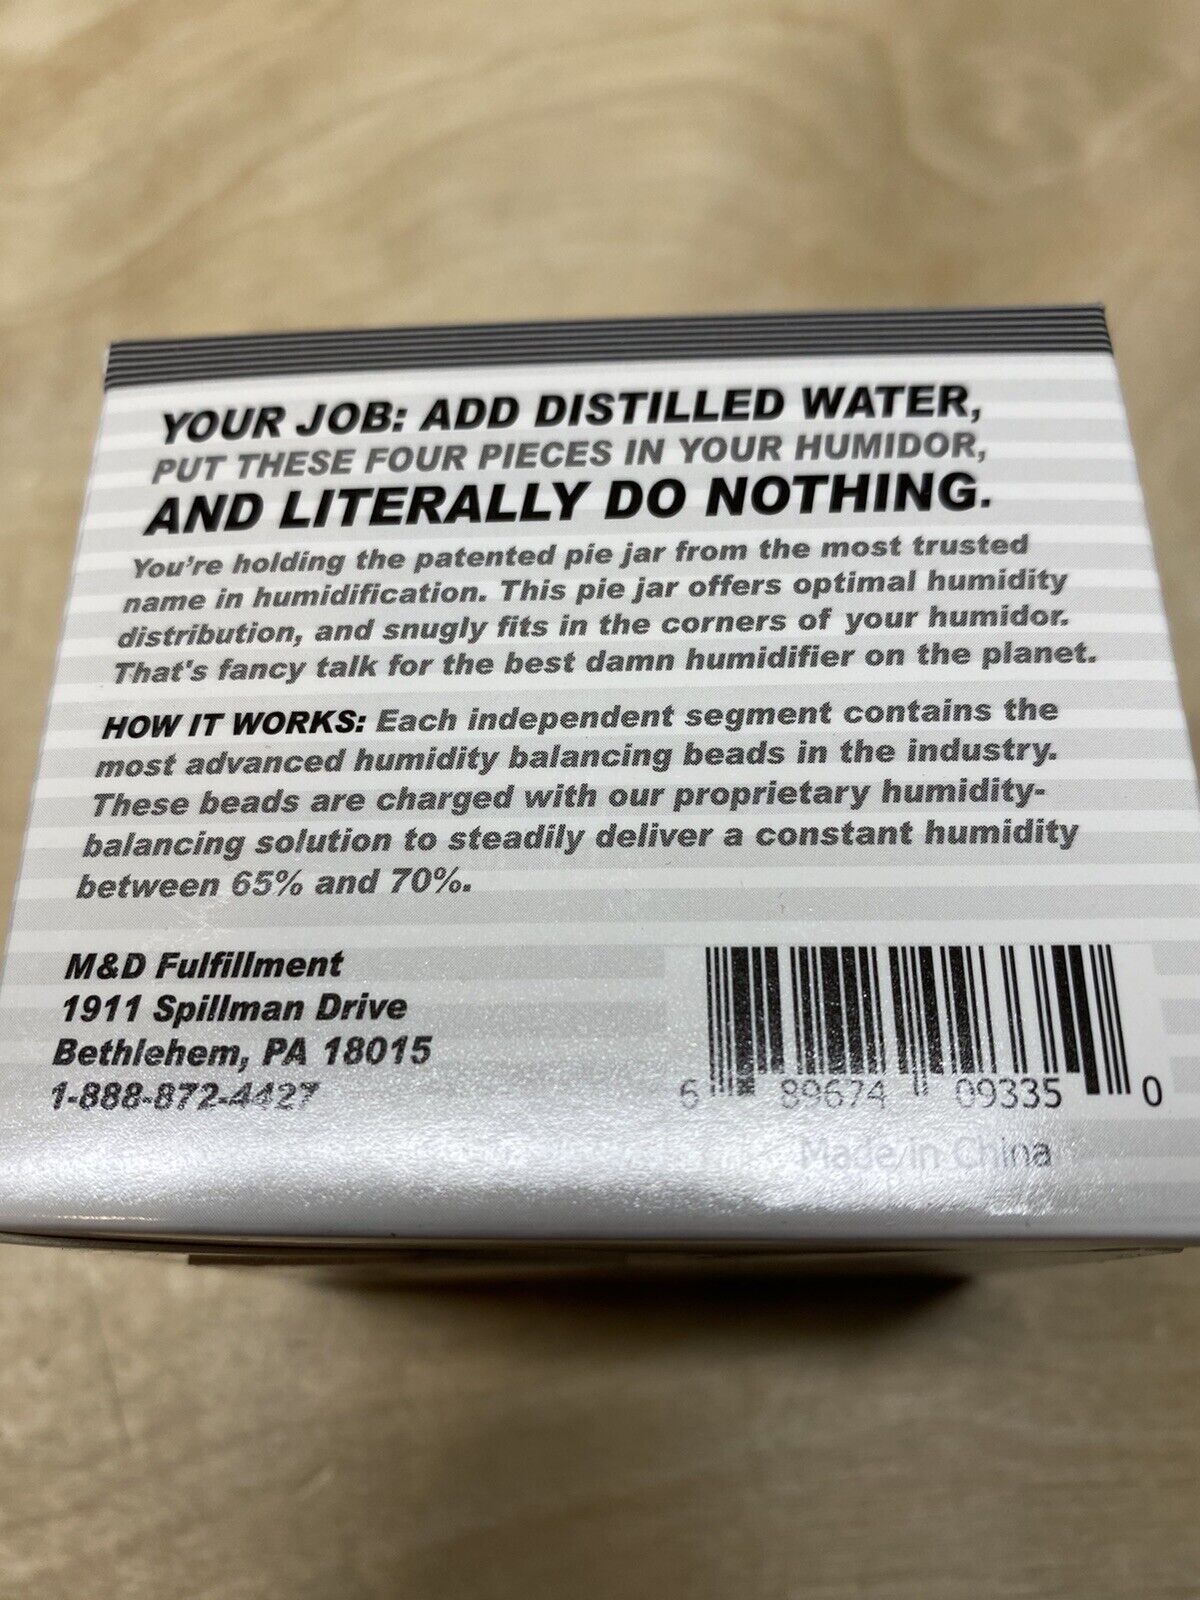 YOUR JOB: ADD DISTILLED WATER,
PUT THESE FOUR PIECES IN YOUR HUMIDOR,
AND LITERALLY DO NOTHING.
You're holding the patented pie jar from the most trusted
name in humidification. This pie jar offers optimal humidity
distribution, and snugly fits in the corners of your humidor.
That's fancy talk for the best damn humidifier on the planet.
HOW IT WORKS: Each independent segment contains the
most advanced humidity balancing beads in the industry.
These beads are charged with our proprietary humidity-
balancing solution to steadily deliver a constant humidity
between 65% and 70%.
M&D Fulfillment
1911 Spillman Drive
Bethlehem, PA 18015
1-888-872-4427
6 89674 09335 0
Made in China